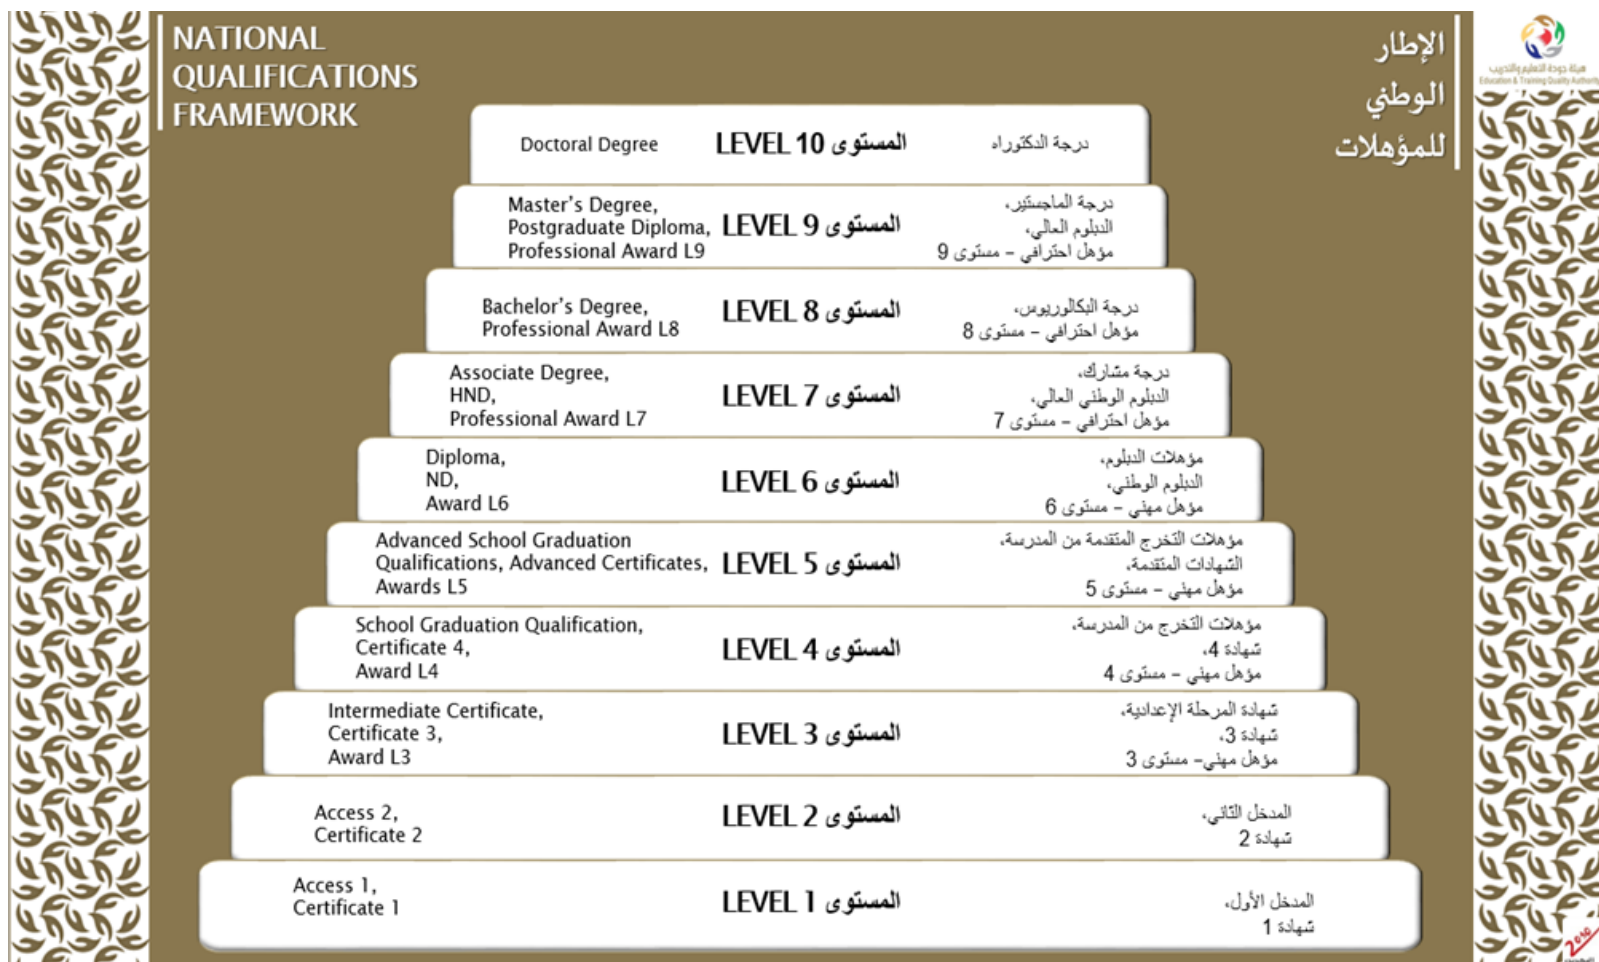 NATIONAL
QUALIFICATIONS
FRAMEWORK
الإطار
الوطني
للمؤهلات
هيئة جودة التعليم والتدريب
Education & Training Quality Authority
Doctoral Degree
LEVEL 10 المستوى
درجة الدكتوراه
Master's Degree,
Postgraduate Diploma,
Professional Award L9
LEVEL 9 المستوى
درجة الماجستير،
الدبلوم العالي،
مؤهل احترافي – مستوى 9
Bachelor's Degree,
Professional Award L8
LEVEL 8 المستوى
درجة البكالوريوس،
مؤهل احترافي – مستوى 8
Associate Degree,
HND,
Professional Award L7
LEVEL 7 المستوى
درجة مشارك،
الدبلوم الوطني العالي،
مؤهل احترافي – مستوى 7
Diploma,
ND,
Award L6
LEVEL 6 المستوى
مؤهلات الدبلوم،
الدبلوم الوطني،
مؤهل مهني – مستوى 6
Advanced School Graduation
Qualifications, Advanced Certificates,
Awards L5
LEVEL 5 المستوى
مؤهلات التخرج المتقدمة من المدرسة،
الشهادات المتقدمة،
مؤهل مهني – مستوى 5
School Graduation Qualification,
Certificate 4,
Award L4
LEVEL 4 المستوى
مؤهلات التخرج من المدرسة،
شهادة 4،
مؤهل مهني – مستوى 4
Intermediate Certificate,
Certificate 3,
Award L3
LEVEL 3 المستوى
شهادة المرحلة الإعدادية،
شهادة 3،
مؤهل مهني– مستوى 3
Access 2,
Certificate 2
LEVEL 2 المستوى
المدخل الثاني،
شهادة 2
Access 1,
Certificate 1
LEVEL 1 المستوى
المدخل الأول،
شهادة 1